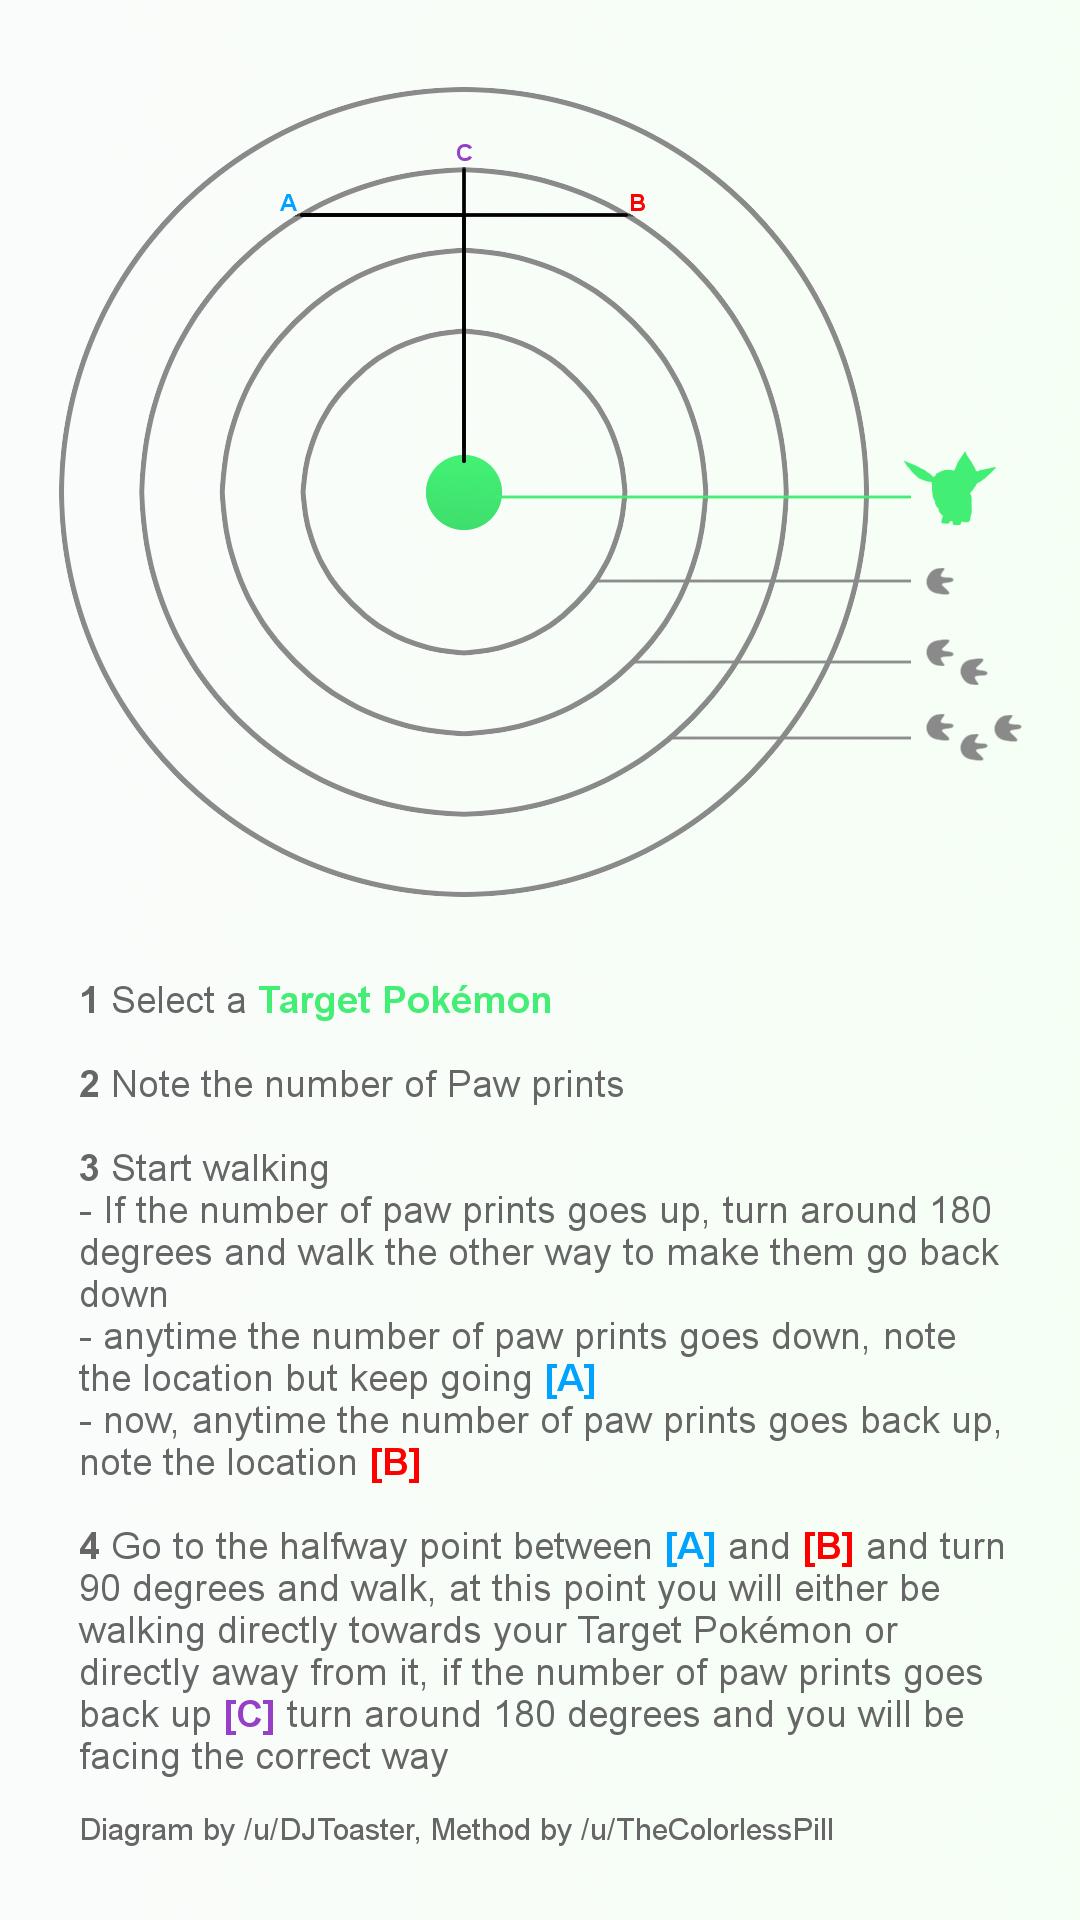 C
A
B
1 Select a Target Pokémon
2 Note the number of Paw prints
3 Start walking
- If the number of paw prints goes up, turn around 180
degrees and walk the other way to make them go back
down
- anytime the number of paw prints goes down, note
the location but keep going [A]
- now, anytime the number of paw prints goes back up,
note the location [B]
4 Go to the halfway point between [A] and [B] and turn
90 degrees and walk, at this point you will either be
walking directly towards your Target Pokémon or
directly away from it, if the number of paw prints goes
back up [C] turn around 180 degrees and you will be
facing the correct way
Diagram by /u/DJToaster, Method by /u/TheColorlessPill